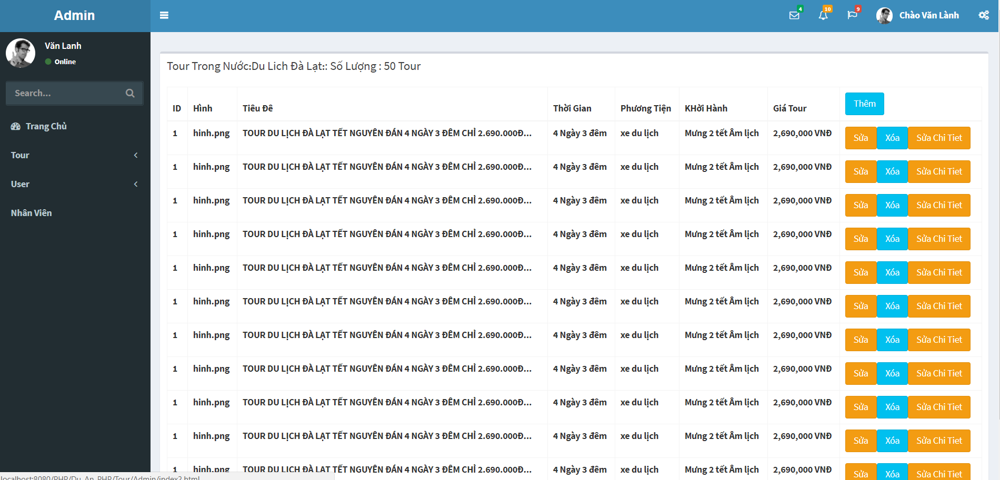 Admin
4
10
9
Chào Văn Lành
Văn Lanh
Online
Search...
Trang Chủ
Tour
User
Nhân Viên
Tour Trong Nước:Du Lich Đà Lạt:: Số Lượng : 50 Tour
ID Hình Tiêu Đê Thời Gian Phương Tiện KHởi Hành Giá Tour Thêm
1 hinh.png TOUR DU LỊCH ĐÀ LẠT TẾT NGUYÊN ĐÁN 4 NGÀY 3 ĐÊM CHỈ 2.690.000Đ... 4 Ngày 3 đêm xe du lịch Mưng 2 tết Âm lịch 2,690,000 VNĐ Sửa Xóa Sửa Chi Tiet
1 hinh.png TOUR DU LỊCH ĐÀ LẠT TẾT NGUYÊN ĐÁN 4 NGÀY 3 ĐÊM CHỈ 2.690.000Đ... 4 Ngày 3 đêm xe du lịch Mưng 2 tết Âm lịch 2,690,000 VNĐ Sửa Xóa Sửa Chi Tiet
1 hinh.png TOUR DU LỊCH ĐÀ LẠT TẾT NGUYÊN ĐÁN 4 NGÀY 3 ĐÊM CHỈ 2.690.000Đ... 4 Ngày 3 đêm xe du lịch Mưng 2 tết Âm lịch 2,690,000 VNĐ Sửa Xóa Sửa Chi Tiet
1 hinh.png TOUR DU LỊCH ĐÀ LẠT TẾT NGUYÊN ĐÁN 4 NGÀY 3 ĐÊM CHỈ 2.690.000Đ... 4 Ngày 3 đêm xe du lịch Mưng 2 tết Âm lịch 2,690,000 VNĐ Sửa Xóa Sửa Chi Tiet
1 hinh.png TOUR DU LỊCH ĐÀ LẠT TẾT NGUYÊN ĐÁN 4 NGÀY 3 ĐÊM CHỈ 2.690.000Đ... 4 Ngày 3 đêm xe du lịch Mưng 2 tết Âm lịch 2,690,000 VNĐ Sửa Xóa Sửa Chi Tiet
1 hinh.png TOUR DU LỊCH ĐÀ LẠT TẾT NGUYÊN ĐÁN 4 NGÀY 3 ĐÊM CHỈ 2.690.000Đ... 4 Ngày 3 đêm xe du lịch Mưng 2 tết Âm lịch 2,690,000 VNĐ Sửa Xóa Sửa Chi Tiet
1 hinh.png TOUR DU LỊCH ĐÀ LẠT TẾT NGUYÊN ĐÁN 4 NGÀY 3 ĐÊM CHỈ 2.690.000Đ... 4 Ngày 3 đêm xe du lịch Mưng 2 tết Âm lịch 2,690,000 VNĐ Sửa Xóa Sửa Chi Tiet
1 hinh.png TOUR DU LỊCH ĐÀ LẠT TẾT NGUYÊN ĐÁN 4 NGÀY 3 ĐÊM CHỈ 2.690.000Đ... 4 Ngày 3 đêm xe du lịch Mưng 2 tết Âm lịch 2,690,000 VNĐ Sửa Xóa Sửa Chi Tiet
1 hinh.png TOUR DU LỊCH ĐÀ LẠT TẾT NGUYÊN ĐÁN 4 NGÀY 3 ĐÊM CHỈ 2.690.000Đ... 4 Ngày 3 đêm xe du lịch Mưng 2 tết Âm lịch 2,690,000 VNĐ Sửa Xóa Sửa Chi Tiet
1 hinh.png TOUR DU LỊCH ĐÀ LẠT TẾT NGUYÊN ĐÁN 4 NGÀY 3 ĐÊM CHỈ 2.690.000Đ... 4 Ngày 3 đêm xe du lịch Mưng 2 tết Âm lịch 2,690,000 VNĐ Sửa Xóa Sửa Chi Tiet
1 hinh.png TOUR DU LỊCH ĐÀ LẠT TẾT NGUYÊN ĐÁN 4 NGÀY 3 ĐÊM CHỈ 2.690.000Đ... 4 Ngày 3 đêm xe du lịch Mưng 2 tết Âm lịch 2,690,000 VNĐ Sửa Xóa Sửa Chi Tiet
localhost:8080/PHP/Du_An_PHP/Tour/Admin/index2.html